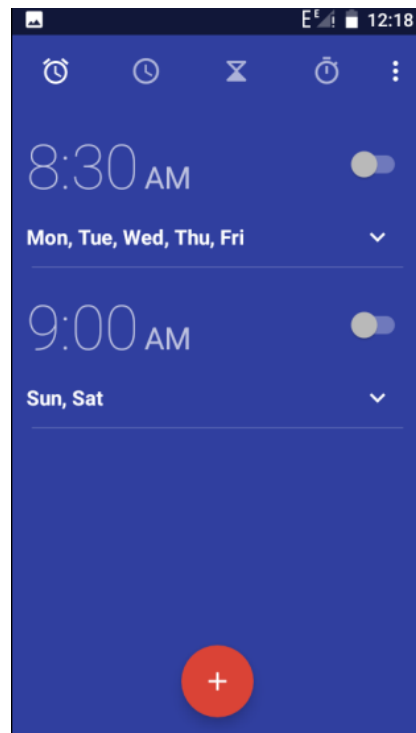 E E 12:18
8:30 AM
Mon, Tue, Wed, Thu, Fri
9:00 AM
Sun, Sat